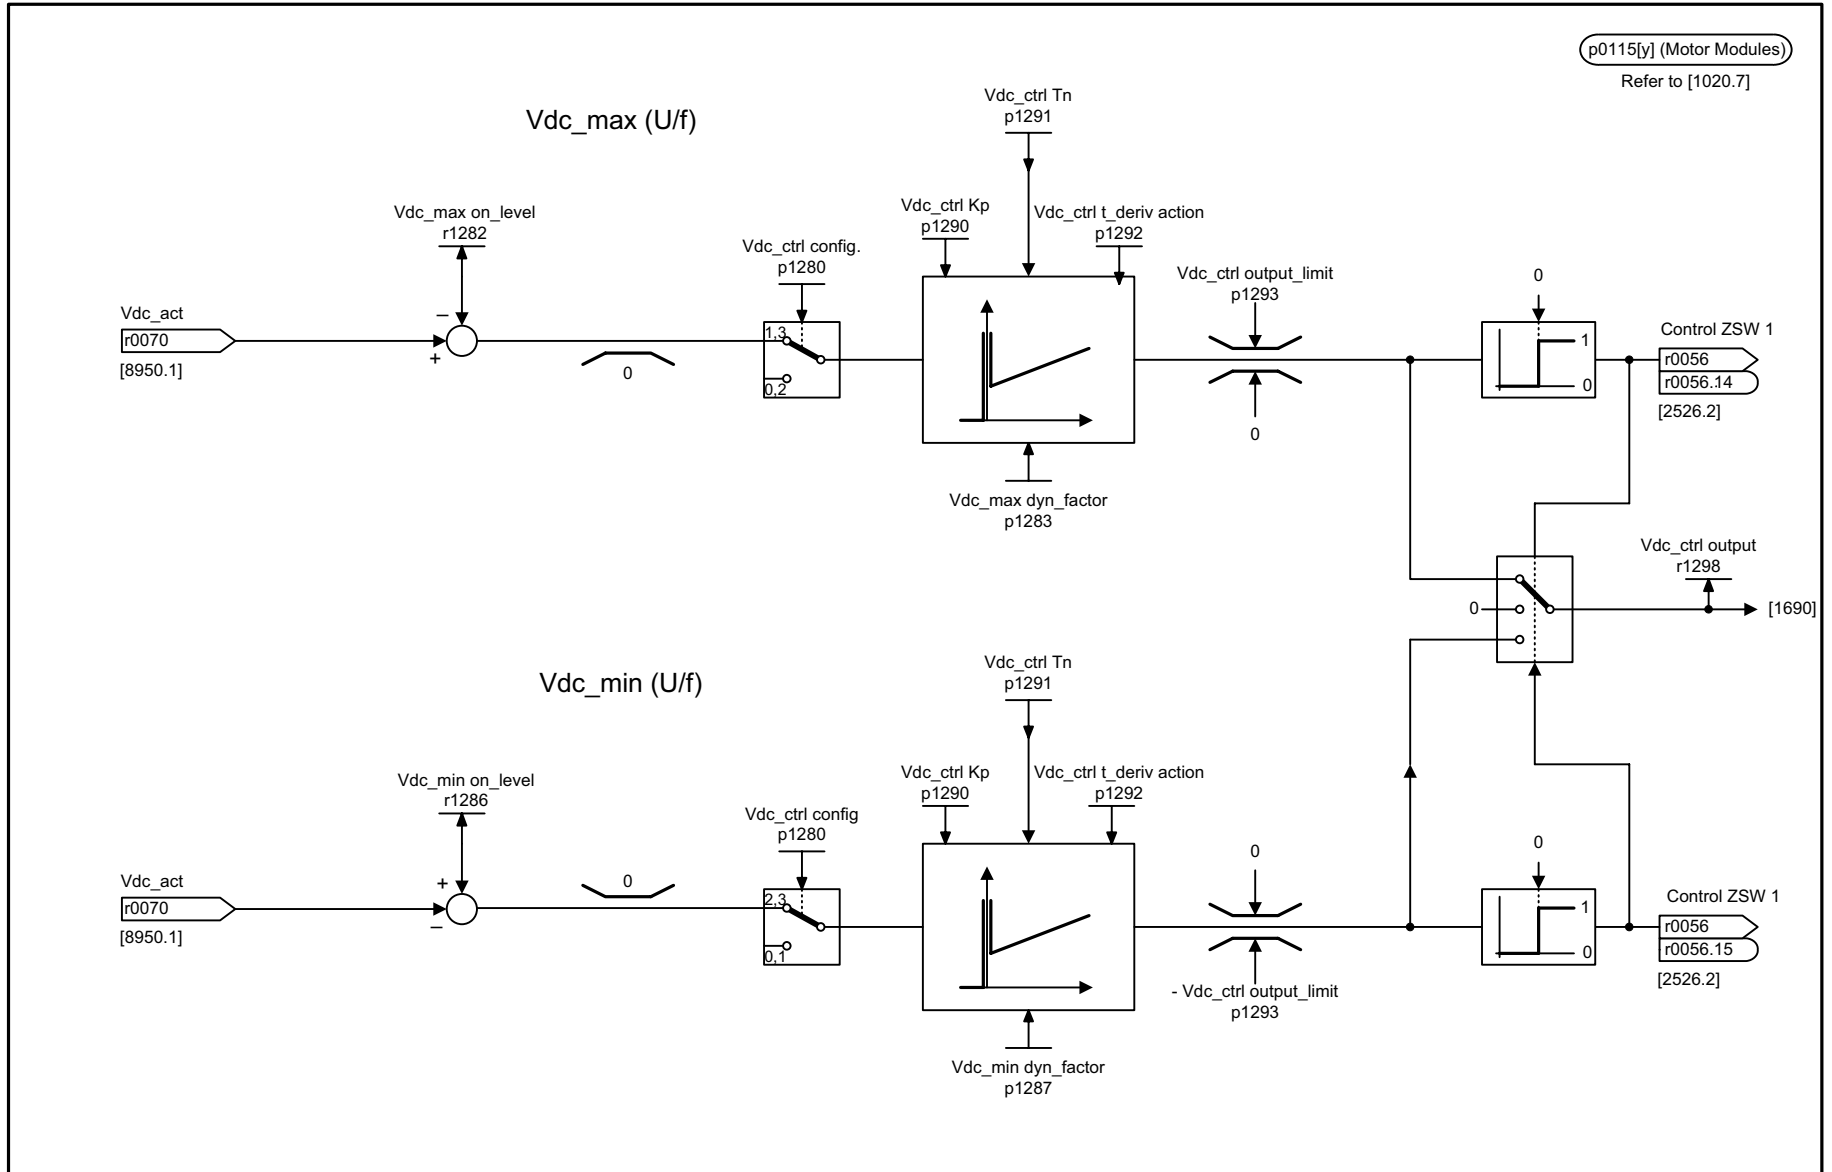 p0115[y] (Motor Modules)
Refer to [1020.7]
Vdc_max (U/f)
Vdc_ctrl Tn
p1291
Vdc_max on_level
r1282
Vdc_ctrl Kp
p1290
Vdc_ctrl t_deriv action
p1292
Vdc_ctrl config.
p1280
Vdc_ctrl output_limit
p1293
0
Vdc_act
r0070
[8950.1]
–
+
0
1,3
0,2
0
1
0
Control ZSW 1
r0056
r0056.14
[2526.2]
Vdc_max dyn_factor
p1283
Vdc_ctrl output
r1298
0
[1690]
Vdc_min (U/f)
Vdc_ctrl Tn
p1291
Vdc_min on_level
r1286
Vdc_ctrl Kp
p1290
Vdc_ctrl t_deriv action
p1292
Vdc_ctrl config
p1280
0
0
Vdc_act
r0070
[8950.1]
+
–
0
2,3
0,1
1
0
Control ZSW 1
r0056
r0056.15
[2526.2]
- Vdc_ctrl output_limit
p1293
Vdc_min dyn_factor
p1287